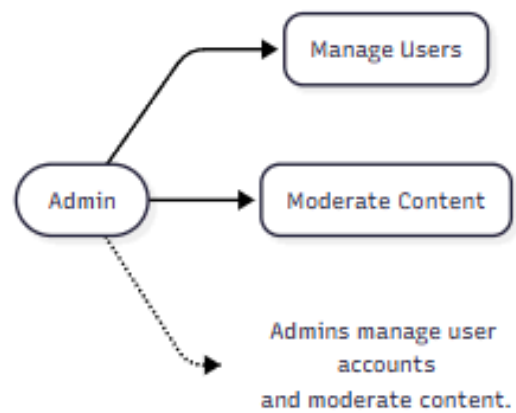 Manage Users
Admin
Moderate Content
Admins manage user
accounts
and moderate content.